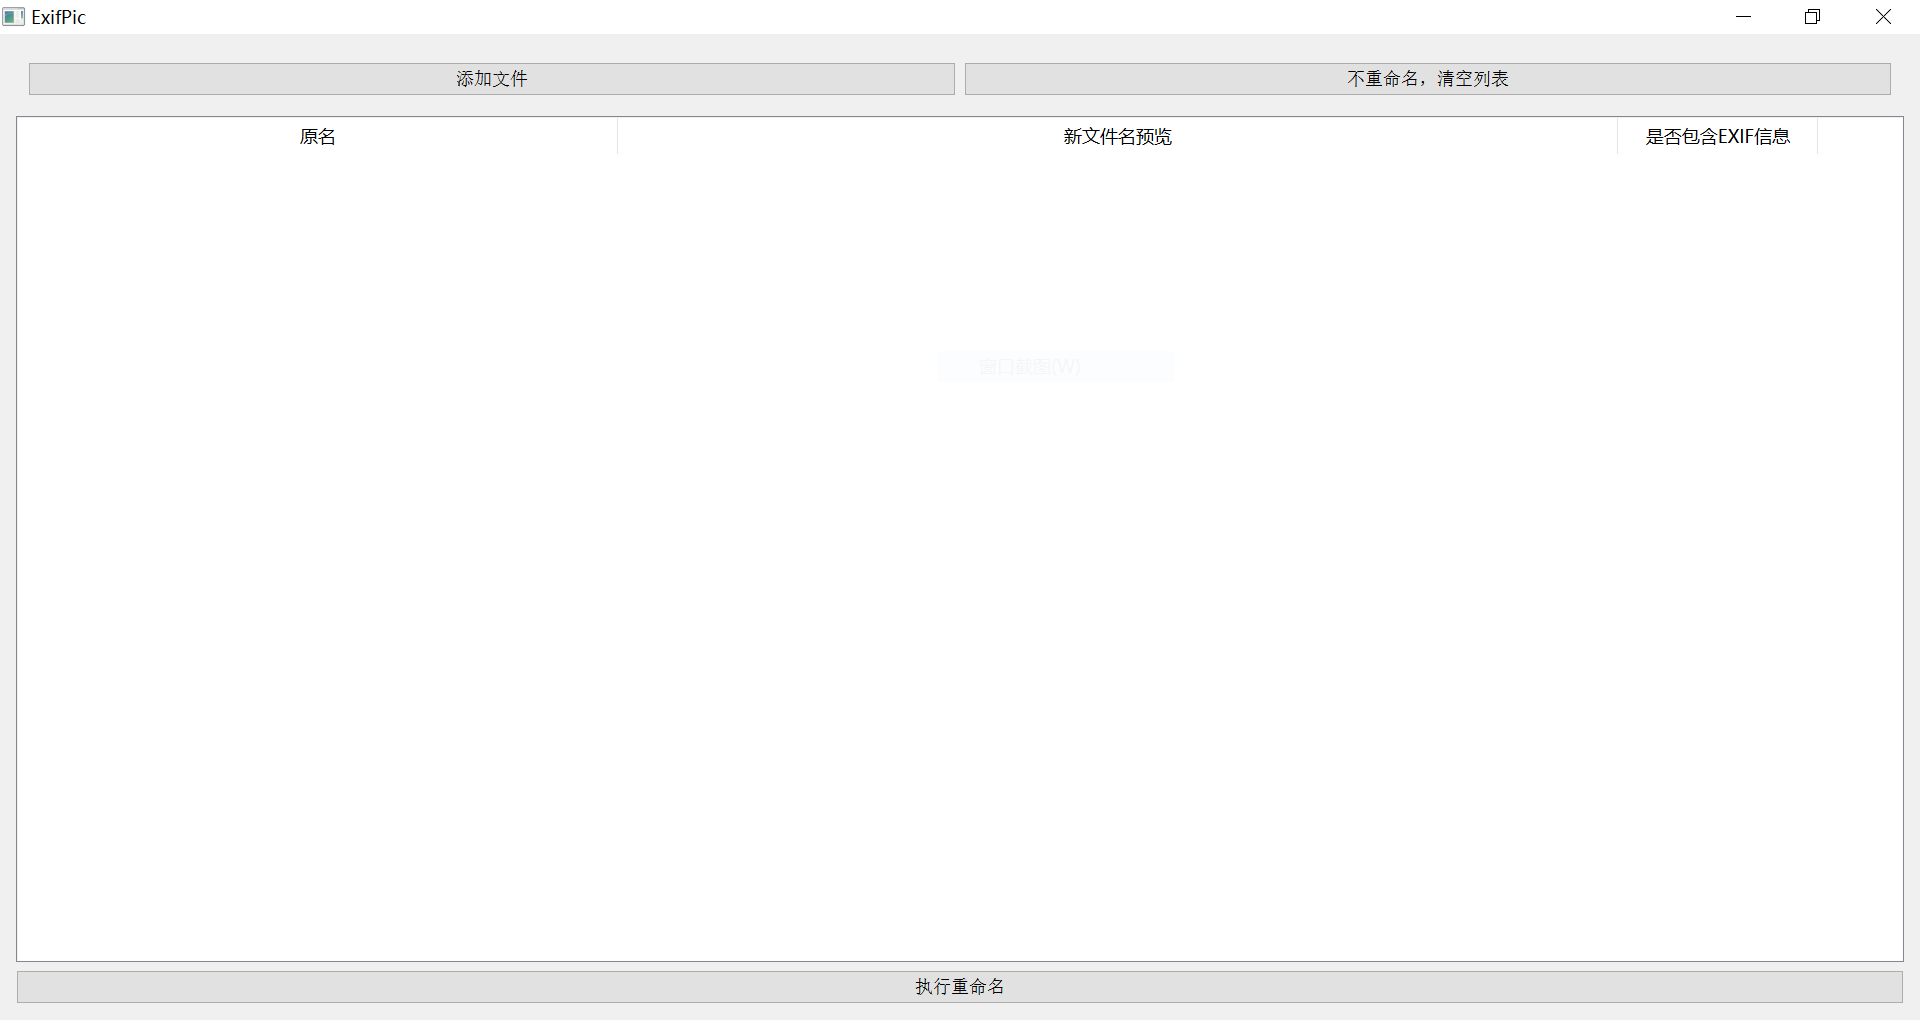 ExifPic
添加文件
不重命名，清空列表
原名
新文件名预览
是否包含EXIF信息
窗口截图(W)
执行重命名